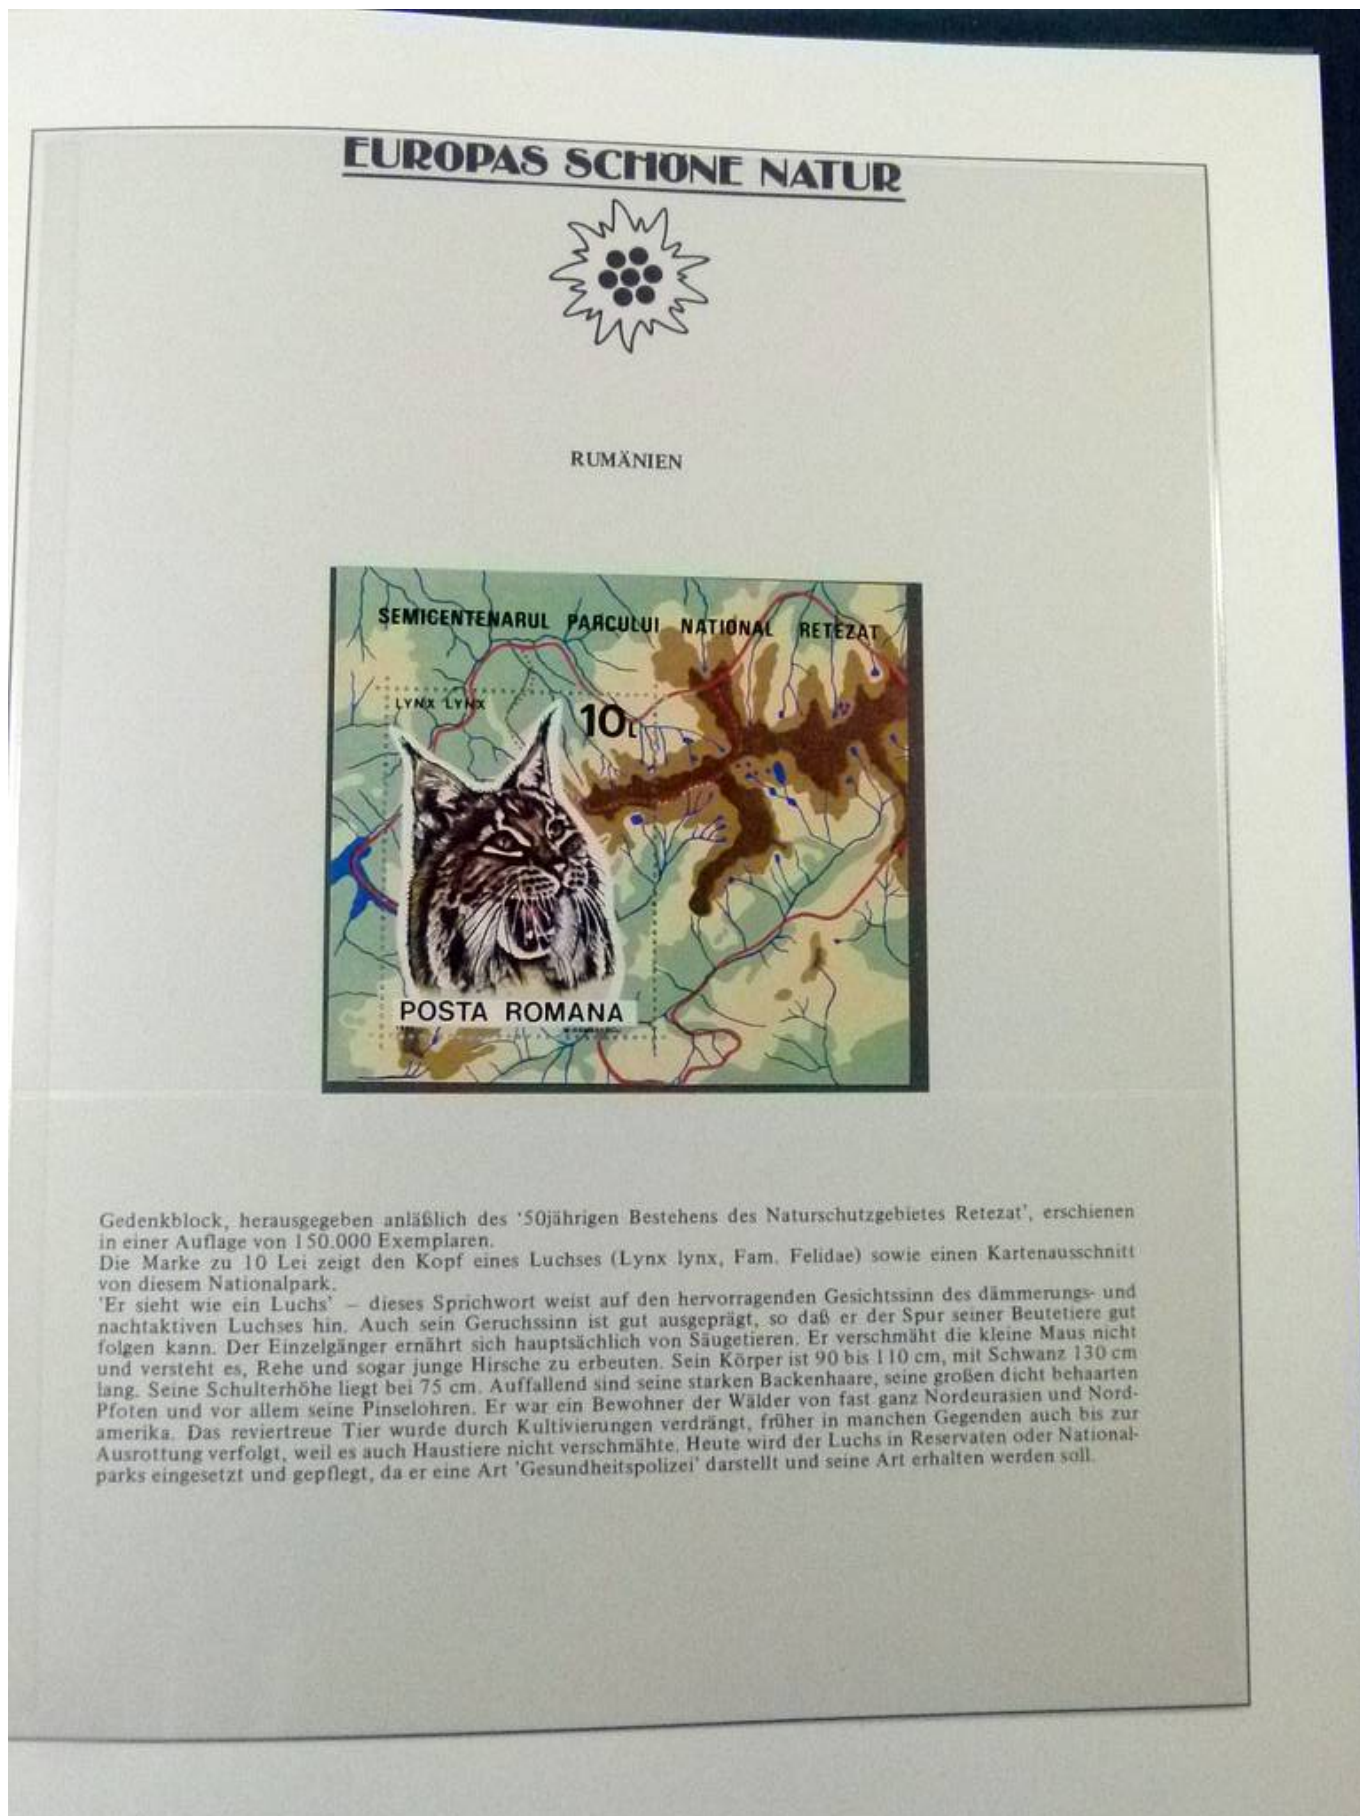 EUROPAS SCHÖNE NATUR
RUMÄNIEN
SEMICENTENARUL PARCULUI NATIONAL RETEZAT
LYNX LYNX
10L
POSTA ROMANA
Gedenkblock, herausgegeben anläßlich des '50jährigen Bestehens des Naturschutzgebietes Retezat', erschienen
in einer Auflage von 150.000 Exemplaren.
Die Marke zu 10 Lei zeigt den Kopf eines Luchses (Lynx lynx, Fam. Felidae) sowie einen Kartenausschnitt
von diesem Nationalpark.
'Er sieht wie ein Luchs' – dieses Sprichwort weist auf den hervorragenden Gesichtssinn des dämmerungs- und
nachtaktiven Luchses hin. Auch sein Geruchssinn ist gut ausgeprägt, so daß er der Spur seiner Beutetiere gut
folgen kann. Der Einzelgänger ernährt sich hauptsächlich von Säugetieren. Er verschmäht die kleine Maus nicht
und versteht es, Rehe und sogar junge Hirsche zu erbeuten. Sein Körper ist 90 bis 110 cm, mit Schwanz 130 cm
lang. Seine Schulterhöhe liegt bei 75 cm. Auffallend sind seine starken Backenhaare, seine großen dicht behaarten
Pfoten und vor allem seine Pinselohren. Er war ein Bewohner der Wälder von fast ganz Nordeurasien und Nord-
amerika. Das reviertreue Tier wurde durch Kultivierungen verdrängt, früher in manchen Gegenden auch bis zur
Ausrottung verfolgt, weil es auch Haustiere nicht verschmähte. Heute wird der Luchs in Reservaten oder National-
parks eingesetzt und gepflegt, da er eine Art 'Gesundheitspolizei' darstellt und seine Art erhalten werden soll.